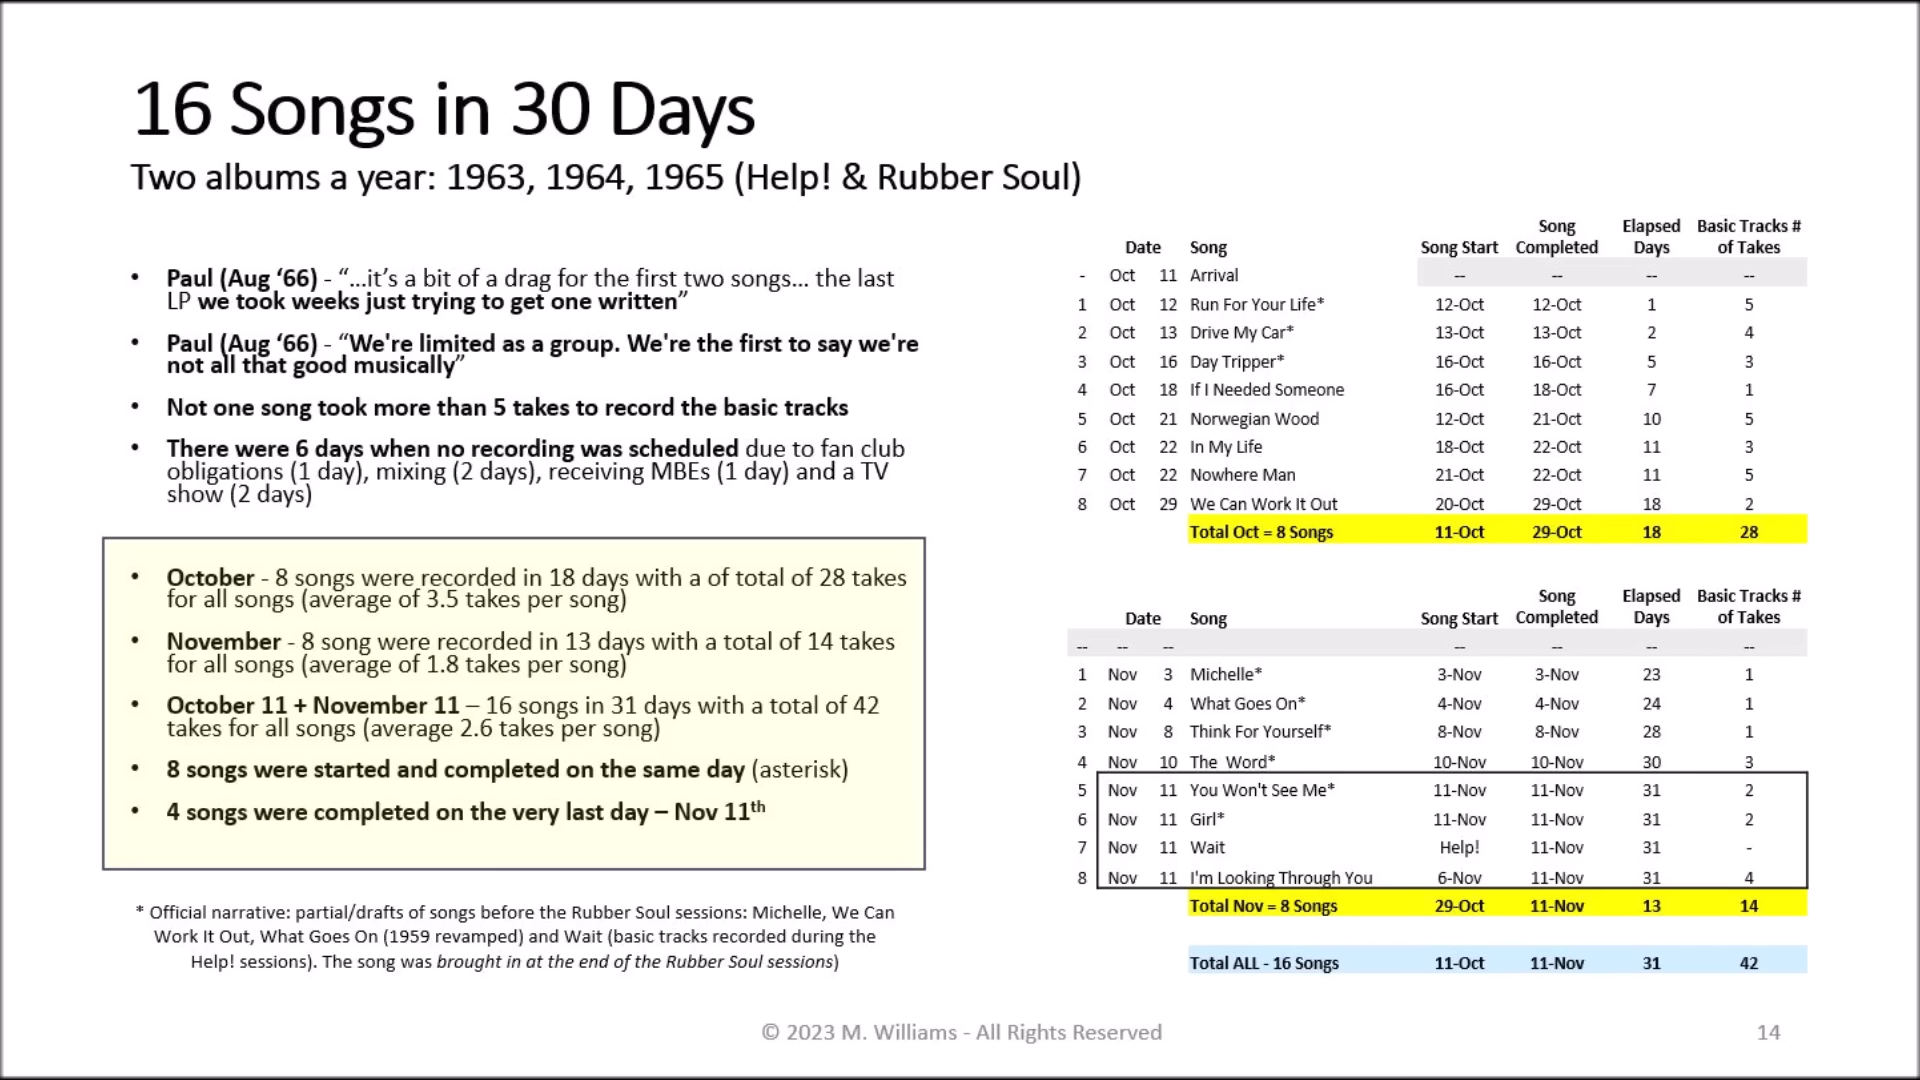 16 Songs in 30 Days
Two albums a year: 1963, 1964, 1965 (Help! & Rubber Soul)
• Paul (Aug ‘66) - “…it’s a bit of a drag for the first two songs… the last
LP we took weeks just trying to get one written”
• Paul (Aug ‘66) - “We're limited as a group. We're the first to say we're
not all that good musically”
• Not one song took more than 5 takes to record the basic tracks
• There were 6 days when no recording was scheduled due to fan club
obligations (1 day), mixing (2 days), receiving MBEs (1 day) and a TV
show (2 days)
• October - 8 songs were recorded in 18 days with a of total of 28 takes
for all songs (average of 3.5 takes per song)
• November - 8 song were recorded in 13 days with a total of 14 takes
for all songs (average of 1.8 takes per song)
• October 11 + November 11 – 16 songs in 31 days with a total of 42
takes for all songs (average 2.6 takes per song)
• 8 songs were started and completed on the same day (asterisk)
• 4 songs were completed on the very last day – Nov 11th
* Official narrative: partial/drafts of songs before the Rubber Soul sessions: Michelle, We Can
Work It Out, What Goes On (1959 revamped) and Wait (basic tracks recorded during the
Help! sessions). The song was brought in at the end of the Rubber Soul sessions)
Song Elapsed Basic Tracks #
Date Song Song Start Completed Days of Takes
- Oct 11 Arrival -- -- -- --
1 Oct 12 Run For Your Life* 12-Oct 12-Oct 1 5
2 Oct 13 Drive My Car* 13-Oct 13-Oct 2 4
3 Oct 16 Day Tripper* 16-Oct 16-Oct 5 3
4 Oct 18 If I Needed Someone 16-Oct 18-Oct 7 1
5 Oct 21 Norwegian Wood 12-Oct 21-Oct 10 5
6 Oct 22 In My Life 18-Oct 22-Oct 11 3
7 Oct 22 Nowhere Man 21-Oct 22-Oct 11 5
8 Oct 29 We Can Work It Out 20-Oct 29-Oct 18 2
Total Oct = 8 Songs 11-Oct 29-Oct 18 28
Song Elapsed Basic Tracks #
Date Song Song Start Completed Days of Takes
-- -- -- -- -- -- --
1 Nov 3 Michelle* 3-Nov 3-Nov 23 1
2 Nov 4 What Goes On* 4-Nov 4-Nov 24 1
3 Nov 8 Think For Yourself* 8-Nov 8-Nov 28 1
4 Nov 10 The Word* 10-Nov 10-Nov 30 3
5 Nov 11 You Won't See Me* 11-Nov 11-Nov 31 2
6 Nov 11 Girl* 11-Nov 11-Nov 31 2
7 Nov 11 Wait Help! 11-Nov 31 -
8 Nov 11 I'm Looking Through You 6-Nov 11-Nov 31 4
Total Nov = 8 Songs 29-Oct 11-Nov 13 14
Total ALL - 16 Songs 11-Oct 11-Nov 31 42
© 2023 M. Williams - All Rights Reserved
14